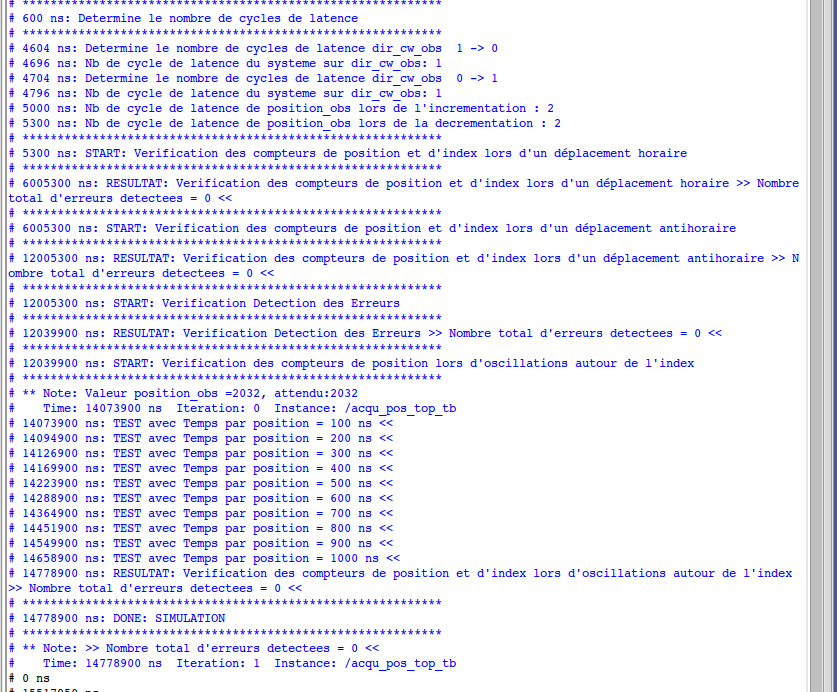 # **************************************************************
# 600 ns: Determine le nombre de cycles de latence
# **************************************************************
# 4604 ns: Determine le nombre de cycles de latence dir_cw_obs  1 -> 0
# 4696 ns: Nb de cycle de latence du systeme sur dir_cw_obs: 1
# 4704 ns: Determine le nombre de cycles de latence dir_cw_obs  0 -> 1
# 4796 ns: Nb de cycle de latence du systeme sur dir_cw_obs: 1
# 5000 ns: Nb de cycle de latence de position_obs lors de l'incrementation : 2
# 5300 ns: Nb de cycle de latence de position_obs lors de la decrementation : 2
# **************************************************************
# 5300 ns: START: Verification des compteurs de position et d'index lors d'un déplacement horaire
# **************************************************************
# 6005300 ns: RESULTAT: Verification des compteurs de position et d'index lors d'un déplacement horaire >> Nombre
total d'erreurs detectees = 0 <<
# **************************************************************
# 6005300 ns: START: Verification des compteurs de position et d'index lors d'un déplacement antihoraire
# **************************************************************
# 12005300 ns: RESULTAT: Verification des compteurs de position et d'index lors d'un déplacement antihoraire >> N
ombre total d'erreurs detectees = 0 <<
# **************************************************************
# 12005300 ns: START: Verification Detection des Erreurs
# **************************************************************
# 12039900 ns: RESULTAT: Verification Detection des Erreurs >> Nombre total d'erreurs detectees = 0 <<
# **************************************************************
# 12039900 ns: START: Verification des compteurs de position lors d'oscillations autour de l'index
# **************************************************************
# ** Note: Valeur position_obs =2032, attendu:2032
#    Time: 14073900 ns  Iteration: 0  Instance: /acqu_pos_top_tb
# 14073900 ns: TEST avec Temps par position = 100 ns <<
# 14094900 ns: TEST avec Temps par position = 200 ns <<
# 14126900 ns: TEST avec Temps par position = 300 ns <<
# 14169900 ns: TEST avec Temps par position = 400 ns <<
# 14223900 ns: TEST avec Temps par position = 500 ns <<
# 14288900 ns: TEST avec Temps par position = 600 ns <<
# 14364900 ns: TEST avec Temps par position = 700 ns <<
# 14451900 ns: TEST avec Temps par position = 800 ns <<
# 14549900 ns: TEST avec Temps par position = 900 ns <<
# 14658900 ns: TEST avec Temps par position = 1000 ns <<
# 14778900 ns: RESULTAT: Verification des compteurs de position et d'index lors d'oscillations autour de l'index
>> Nombre total d'erreurs detectees = 0 <<
# **************************************************************
# 14778900 ns: DONE: SIMULATION
# **************************************************************
# ** Note: >> Nombre total d'erreurs detectees = 0 <<
#    Time: 14778900 ns  Iteration: 1  Instance: /acqu_pos_top_tb
# 0 ns